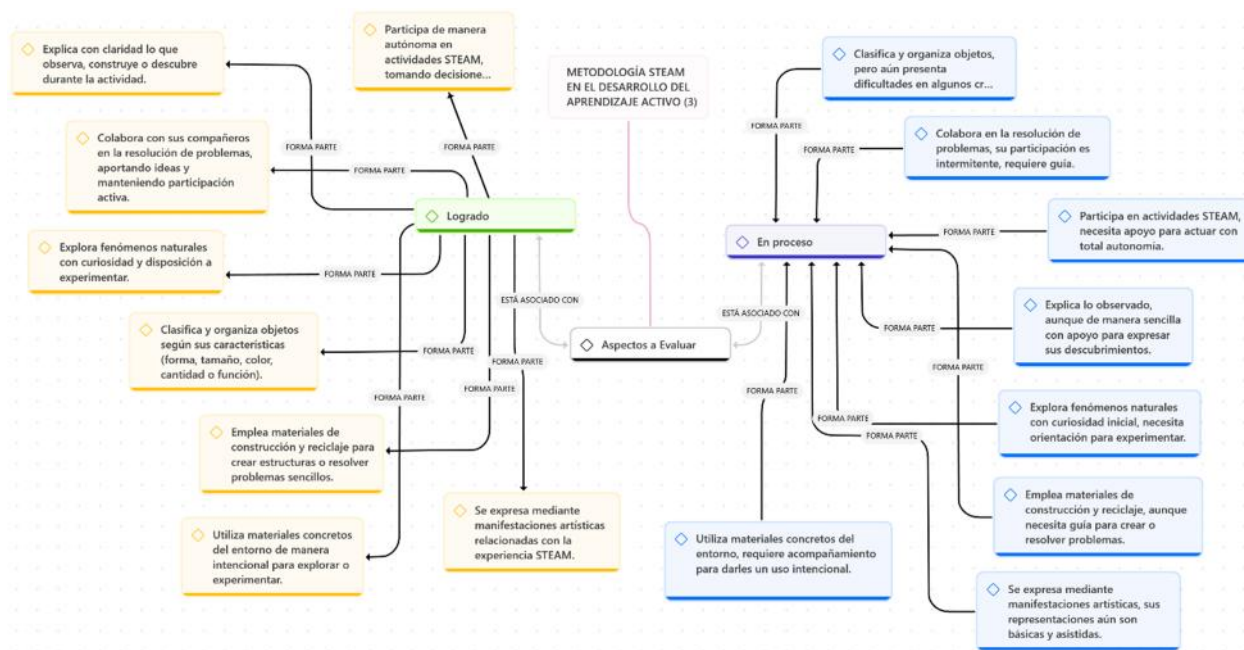 Explica con claridad lo que
observa, construye o descubre
durante la actividad.
Participa de manera
autónoma en
actividades STEAM,
tomando decisione...
METODOLOGÍA STEAM
EN EL DESARROLLO DEL
APRENDIZAJE ACTIVO (3)
Clasifica y organiza objetos,
pero aún presenta
dificultades en algunos cr...
Colabora con sus compañeros
en la resolución de problemas,
aportando ideas y
manteniendo participación
activa.
FORMA PARTE
FORMA PARTE
FORMA PARTE
FORMA PARTE
FORMA PARTE
Colabora en la resolución de
problemas, su participación es
intermitente, requiere guía.
Logrado
En proceso
Participa en actividades STEAM,
necesita apoyo para actuar con
total autonomía.
FORMA PARTE
Explora fenómenos naturales
con curiosidad y disposición a
experimentar.
FORMA PARTE
ESTÁ ASOCIADO CON
ESTÁ ASOCIADO CON
Explica lo observado,
aunque de manera sencilla
con apoyo para expresar
sus descubrimientos.
FORMA PARTE
Clasifica y organiza objetos
según sus características
(forma, tamaño, color,
cantidad o función).
FORMA PARTE
FORMA PARTE
Aspectos a Evaluar
FORMA PARTE
FORMA PARTE
FORMA PARTE
FORMA PARTE
Explora fenómenos naturales
con curiosidad inicial, necesita
orientación para experimentar.
FORMA PARTE
FORMA PARTE
FORMA PARTE
Emplea materiales de
construcción y reciclaje para
crear estructuras o resolver
problemas sencillos.
Emplea materiales de
construcción y reciclaje, aunque
necesita guía para crear o
resolver problemas.
Se expresa mediante
manifestaciones artísticas
relacionadas con la
experiencia STEAM.
Utiliza materiales concretos
del entorno de manera
intencional para explorar o
experimentar.
Utiliza materiales concretos del
entorno, requiere acompañamiento
para darles un uso intencional.
Se expresa mediante
manifestaciones artísticas, sus
representaciones aún son
básicas y asistidas.